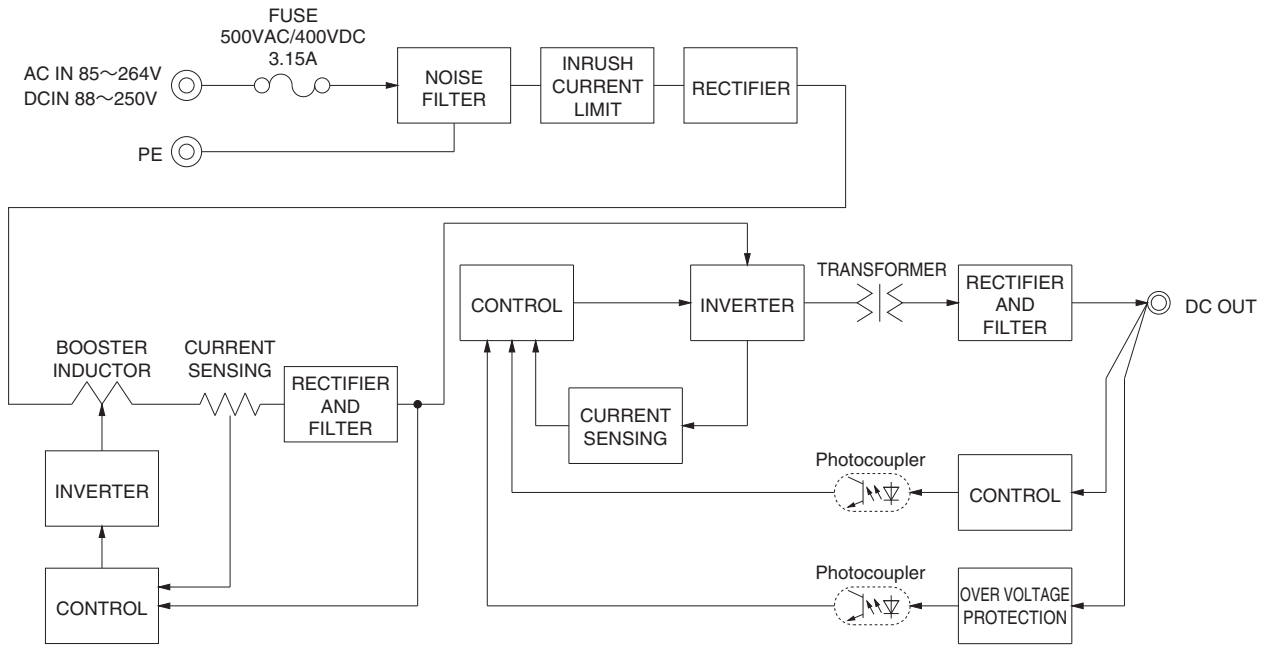 FUSE
500VAC/400VDC
3.15A
AC IN 85〜264V
DCIN 88〜250V
PE
NOISE
FILTER
INRUSH
CURRENT
LIMIT
RECTIFIER
BOOSTER
INDUCTOR
CURRENT
SENSING
RECTIFIER
AND
FILTER
INVERTER
CONTROL
CONTROL
INVERTER
TRANSFORMER
RECTIFIER
AND
FILTER
DC OUT
CURRENT
SENSING
Photocoupler
CONTROL
Photocoupler
OVER VOLTAGE
PROTECTION